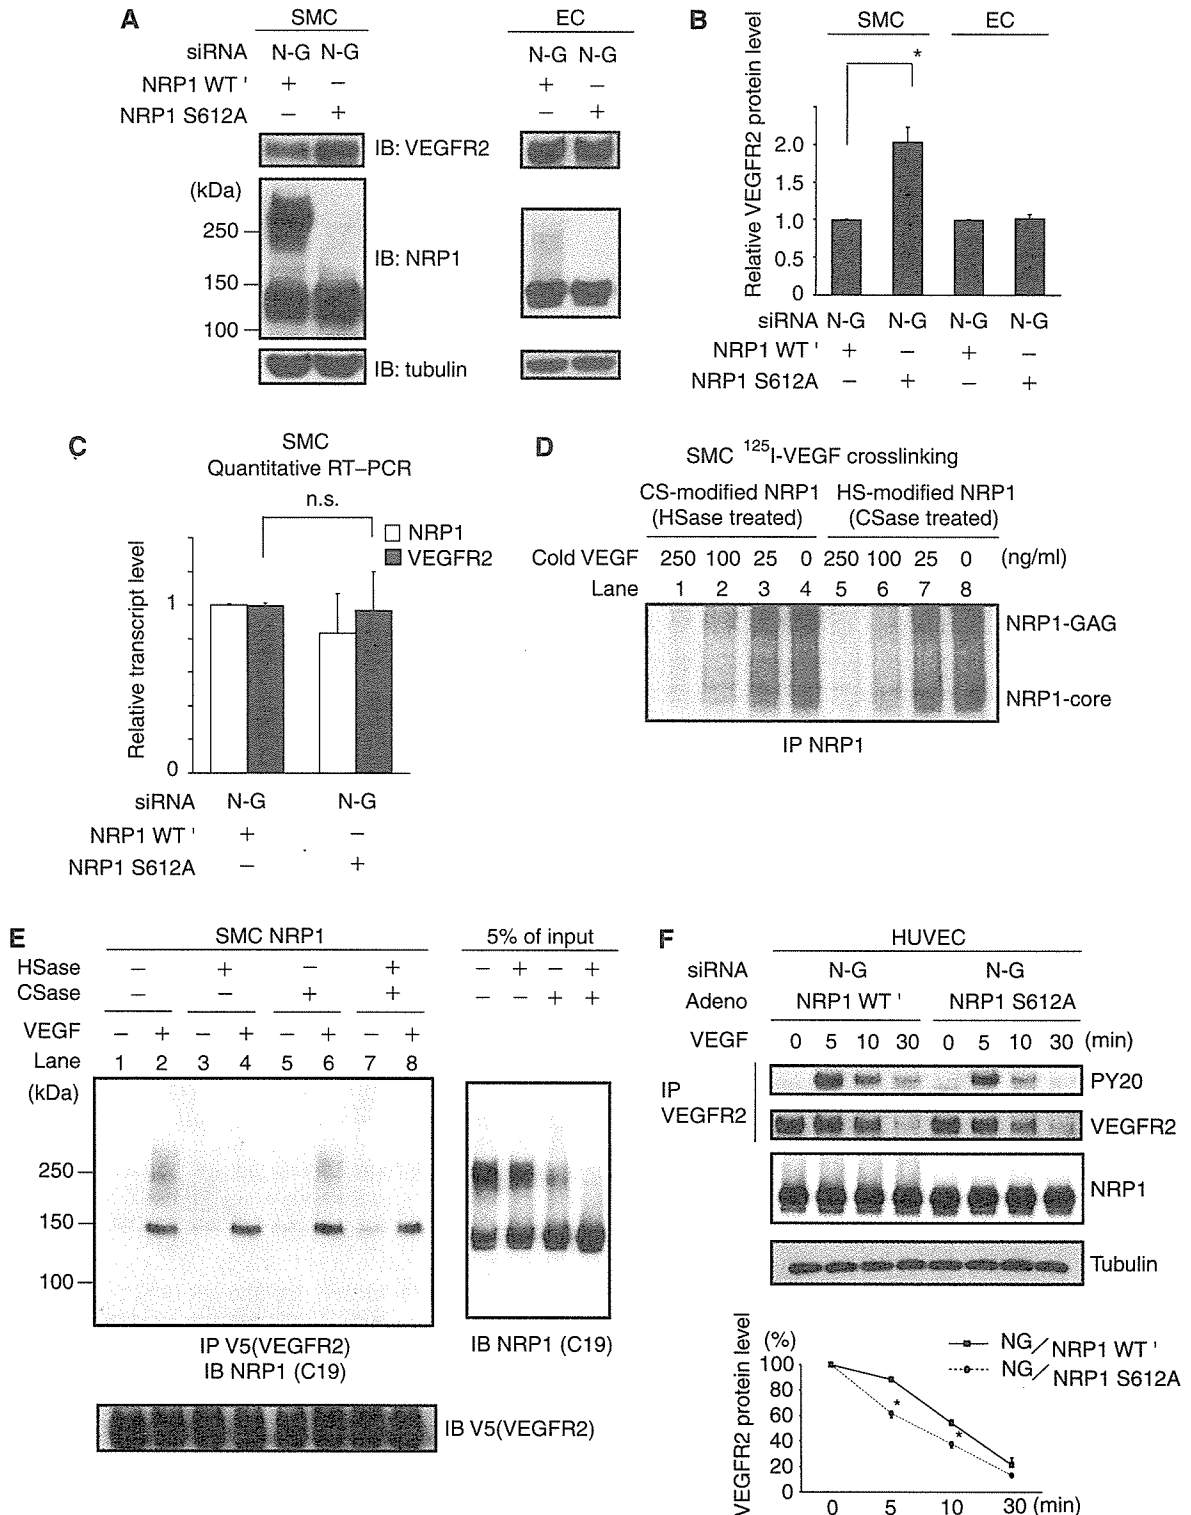 A
SMC EC
siRNA N-G N-G N-G N-G
NRP1 WT ' + – + –
NRP1 S612A – + – +
IB: VEGFR2
(kDa)
250
IB: NRP1
150
100
IB: tubulin
B
SMC EC
*
Relative VEGFR2 protein level
2.0
1.5
1.0
0.5
0
siRNA N-G N-G N-G N-G
NRP1 WT ' + – + –
NRP1 S612A – + – +
C
SMC
Quantitative RT–PCR
n.s.
NRP1
VEGFR2
Relative transcript level
1
0
siRNA N-G N-G
NRP1 WT ' + –
NRP1 S612A – +
D
SMC 125I-VEGF crosslinking
CS-modified NRP1 HS-modified NRP1
(HSase treated) (CSase treated)
Cold VEGF 250 100 25 0 250 100 25 0 (ng/ml)
Lane 1 2 3 4 5 6 7 8
NRP1-GAG
NRP1-core
IP NRP1
E
SMC NRP1 5% of input
HSase – + – + – + – +
CSase – – + + – – + +
VEGF – + – + – + – +
Lane 1 2 3 4 5 6 7 8
(kDa)
250
150
100
IP V5(VEGFR2)
IB NRP1 (C19)
IB NRP1 (C19)
IB V5(VEGFR2)
F
HUVEC
siRNA N-G N-G
Adeno NRP1 WT ' NRP1 S612A
VEGF 0 5 10 30 0 5 10 30 (min)
IP
VEGFR2
PY20
VEGFR2
NRP1
Tubulin
VEGFR2 protein level
(%)
NG/NRP1 WT '
NG/NRP1 S612A
100
80
60
40
20
0
*
*
0 5 10 30 (min)